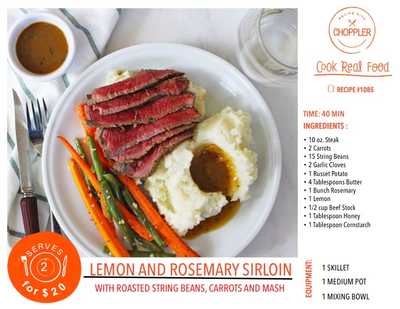 RECIPE WITH
CHOPPLER
Cook Real Food
RECIPE #1085
TIME: 40 MIN
INGREDIENTS :
• 10 oz. Steak
• 2 Carrots
• 15 String Beans
• 2 Garlic Cloves
• 1 Russet Potato
• 4 Tablespoons Butter
• 1 Bunch Rosemary
• 1 Lemon
• 1/2 cup Beef Stock
• 1 Tablespoon Honey
• 1 Tablespoon Cornstarch
SERVES
2
for $20
LEMON AND ROSEMARY SIRLOIN
WITH ROASTED STRING BEANS, CARROTS AND MASH
EQUIPMENT:
1 SKILLET
1 MEDIUM POT
1 MIXING BOWL